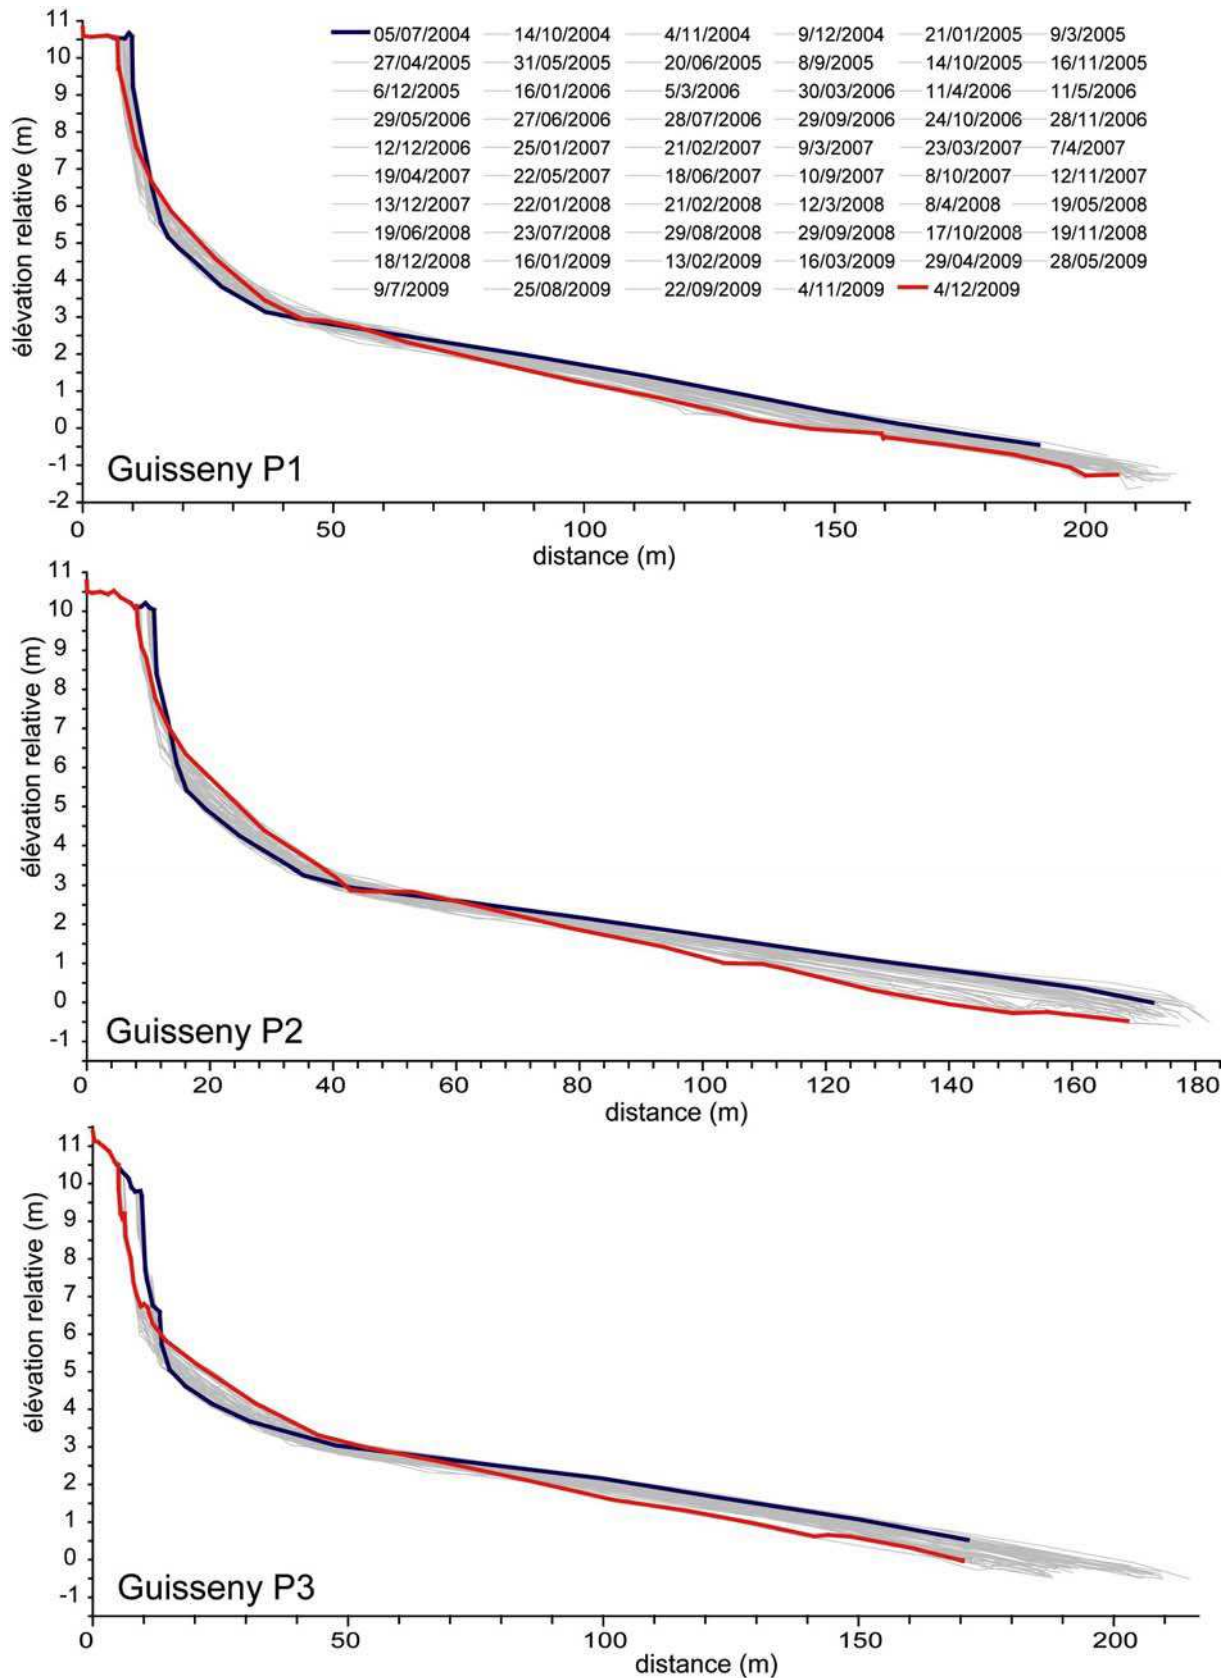 11
10
9
8
7
6
5
4
3
2
1
0
-1
-2
élévation relative (m)
05/07/2004 14/10/2004 4/11/2004 9/12/2004 21/01/2005 9/3/2005
27/04/2005 31/05/2005 20/06/2005 8/9/2005 14/10/2005 16/11/2005
6/12/2005 16/01/2006 5/3/2006 30/03/2006 11/4/2006 11/5/2006
29/05/2006 27/06/2006 28/07/2006 29/09/2006 24/10/2006 28/11/2006
12/12/2006 25/01/2007 21/02/2007 9/3/2007 23/03/2007 7/4/2007
19/04/2007 22/05/2007 18/06/2007 10/9/2007 8/10/2007 12/11/2007
13/12/2007 22/01/2008 21/02/2008 12/3/2008 8/4/2008 19/05/2008
19/06/2008 23/07/2008 29/08/2008 29/09/2008 17/10/2008 19/11/2008
18/12/2008 16/01/2009 13/02/2009 16/03/2009 29/04/2009 28/05/2009
9/7/2009 25/08/2009 22/09/2009 4/11/2009 4/12/2009
Guisseny P1
0 50 100 150 200
distance (m)
11
10
9
8
7
6
5
4
3
2
1
0
-1
élévation relative (m)
Guisseny P2
0 20 40 60 80 100 120 140 160 180
distance (m)
11
10
9
8
7
6
5
4
3
2
1
0
-1
élévation relative (m)
Guisseny P3
0 50 100 150 200
distance (m)